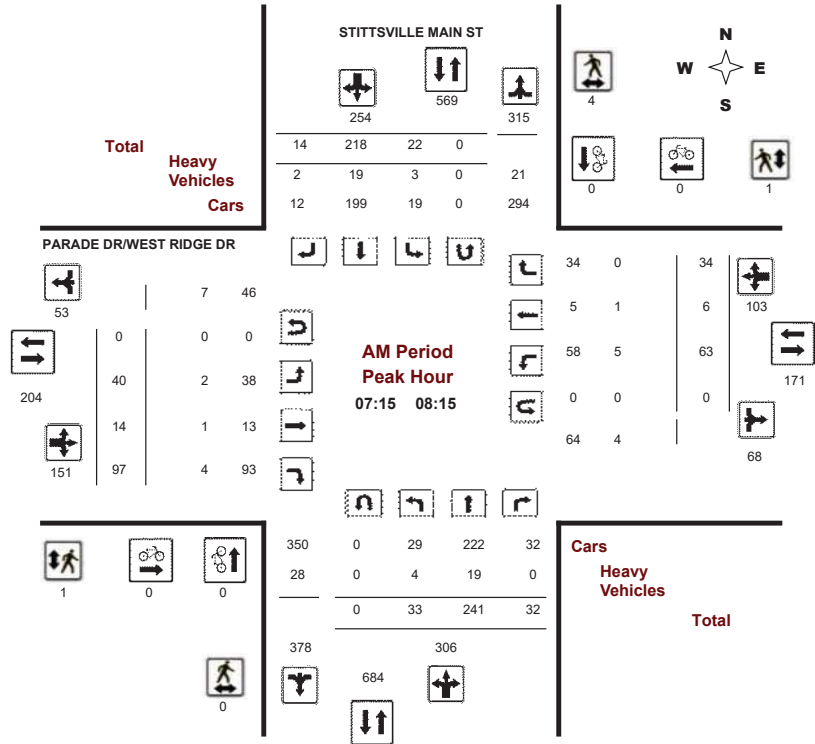 STITTSVILLE MAIN ST
N
W E
S
569
4
254 315
Total 14 218 22 0
Heavy
Vehicles 2 19 3 0 21
0 0 1
Cars 12 199 19 0 294
PARADE DR/WEST RIDGE DR
34 0 34
7 46
53
5 1 6 103
0 0 0
AM Period
58 5 63
Peak Hour
40 2 38
204
171
07:15 08:15
0 0 0
14 1 13
64 4
68
151 97 4 93
350 0 29 222 32 Cars
28 0 4 19 0 Heavy
Vehicles
1 0 0
0 33 241 32 Total
378 306
684
0